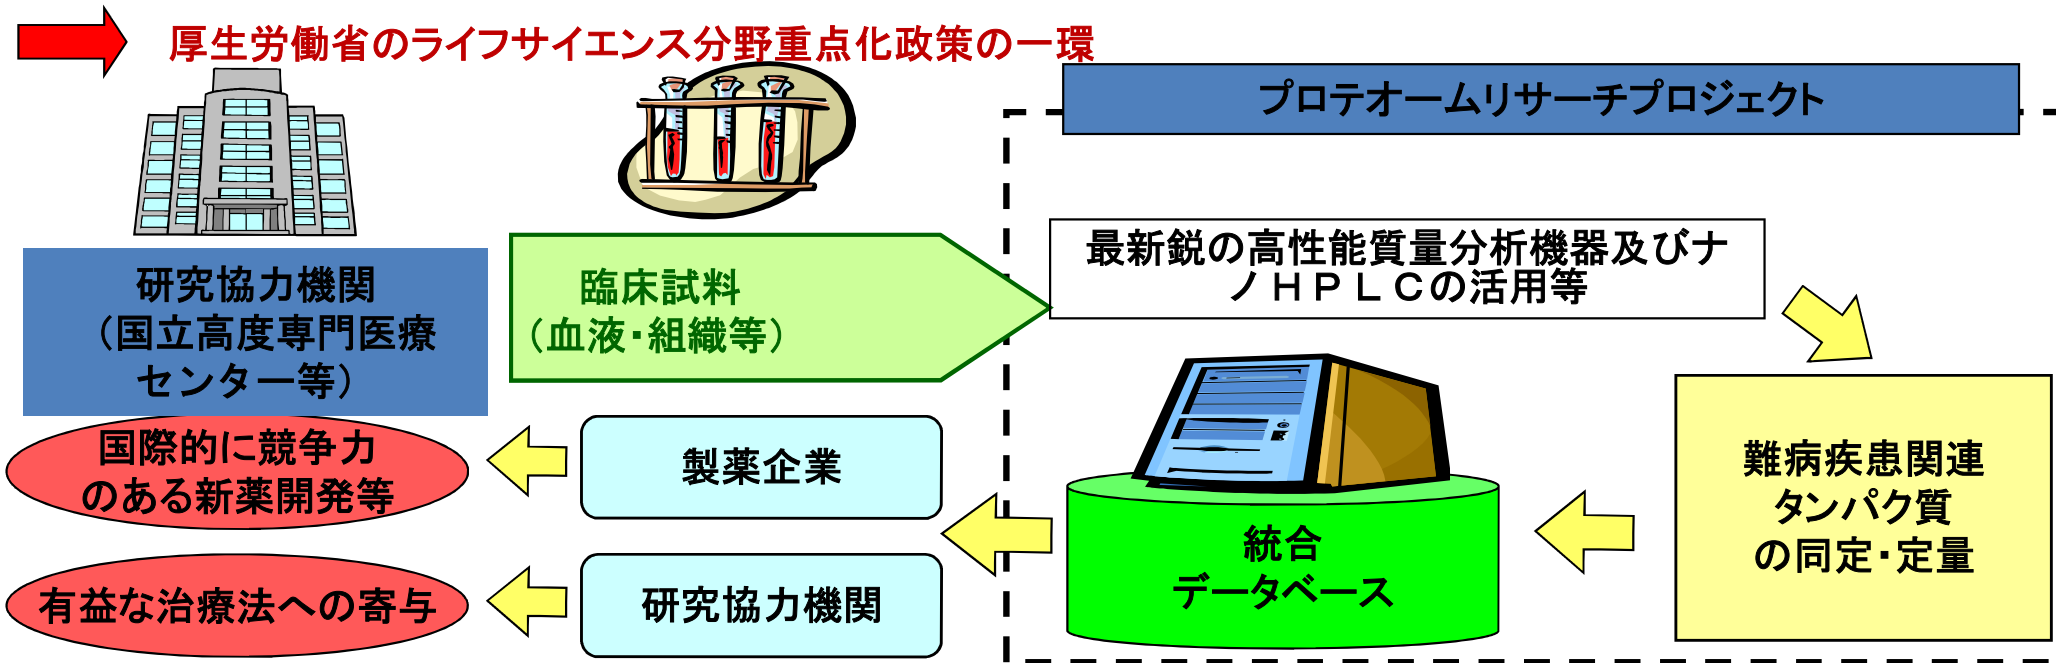 厚生労働省のライフサイエンス分野重点化政策の一環
プロテオームリサーチプロジェクト
研究協力機関
（国立高度専門医療
センター等）
臨床試料
（血液・組織等）
最新鋭の高性能質量分析機器及びナ
ノＨＰＬＣの活用等
難病疾患関連
タンパク質
の同定・定量
統合
データベース
製薬企業
研究協力機関
国際的に競争力
のある新薬開発等
有益な治療法への寄与